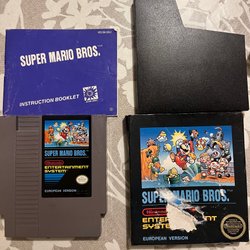 SUPER MARIO BROS.
INSTRUCTION BOOKLET
SUPER MARIO BROS.
Nintendo
ENTERTAINMENT
SYSTEM
EUROPEAN VERSION
SUPER MARIO BROS.
Nintendo
ENTERTAINMENT
SYSTEM
EUROPEAN VERSION